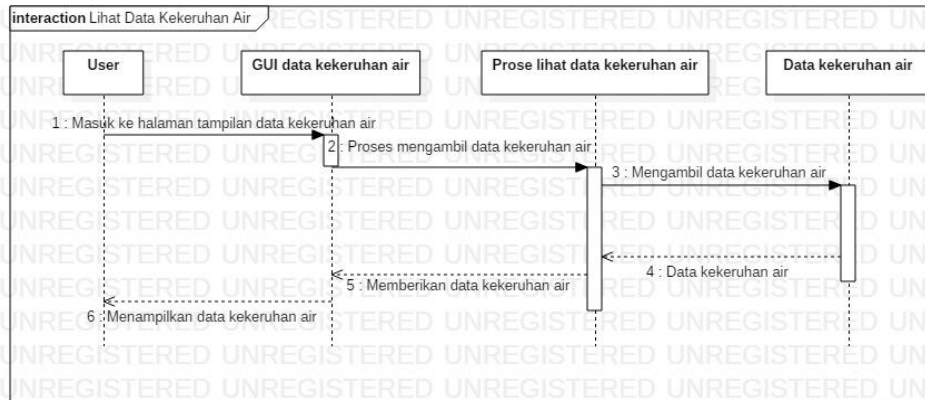 interaction Lihat Data Kekeruhan Air
User
GUI data kekeruhan air
Prose lihat data kekeruhan air
Data kekeruhan air
1 : Masuk ke halaman tampilan data kekeruhan air
2 : Proses mengambil data kekeruhan air
3 : Mengambil data kekeruhan air
4 : Data kekeruhan air
5 : Memberikan data kekeruhan air
6 : Menampilkan data kekeruhan air
UNREGISTERED UNREGISTERED UNREGISTERED UNREGISTERED UN